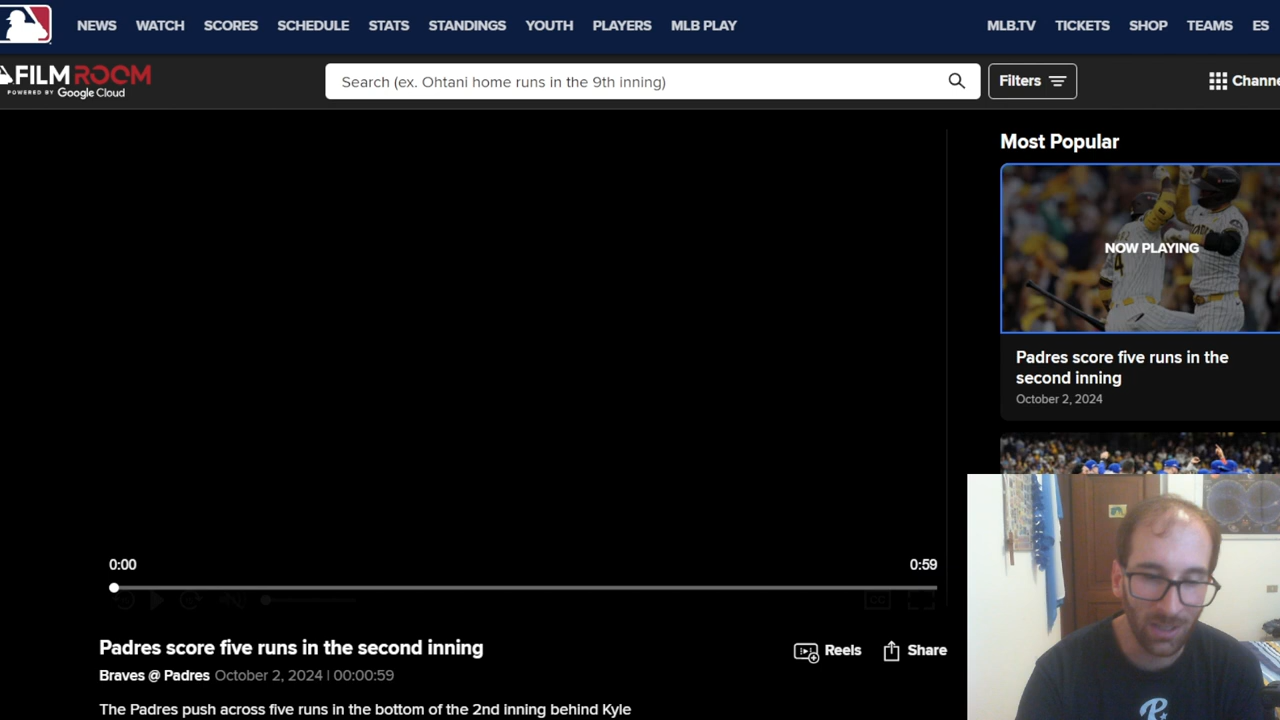 NEWS WATCH SCORES SCHEDULE STATS STANDINGS YOUTH PLAYERS MLB PLAY MLB.TV TICKETS SHOP TEAMS ES
FILM ROOM
POWERED BY Google Cloud
Search (ex. Ohtani home runs in the 9th inning)
Filters
Channe
Most Popular
NOW PLAYING
Padres score five runs in the
second inning
October 2, 2024
0:00 0:59
CC
Padres score five runs in the second inning
Reels Share
Braves @ Padres October 2, 2024 | 00:00:59
The Padres push across five runs in the bottom of the 2nd inning behind Kyle